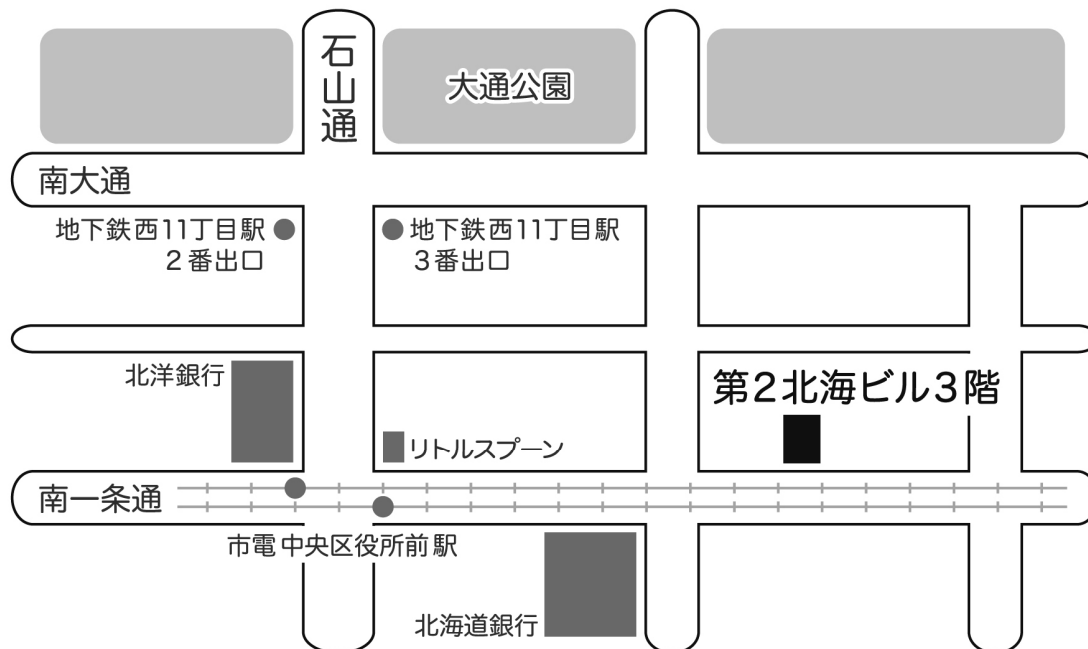 石山通
大通公園
南大通
地下鉄西11丁目駅
2番出口
地下鉄西11丁目駅
3番出口
北洋銀行
第2北海ビル3階
リトルスプーン
南一条通
市電 中央区役所前駅
北海道銀行